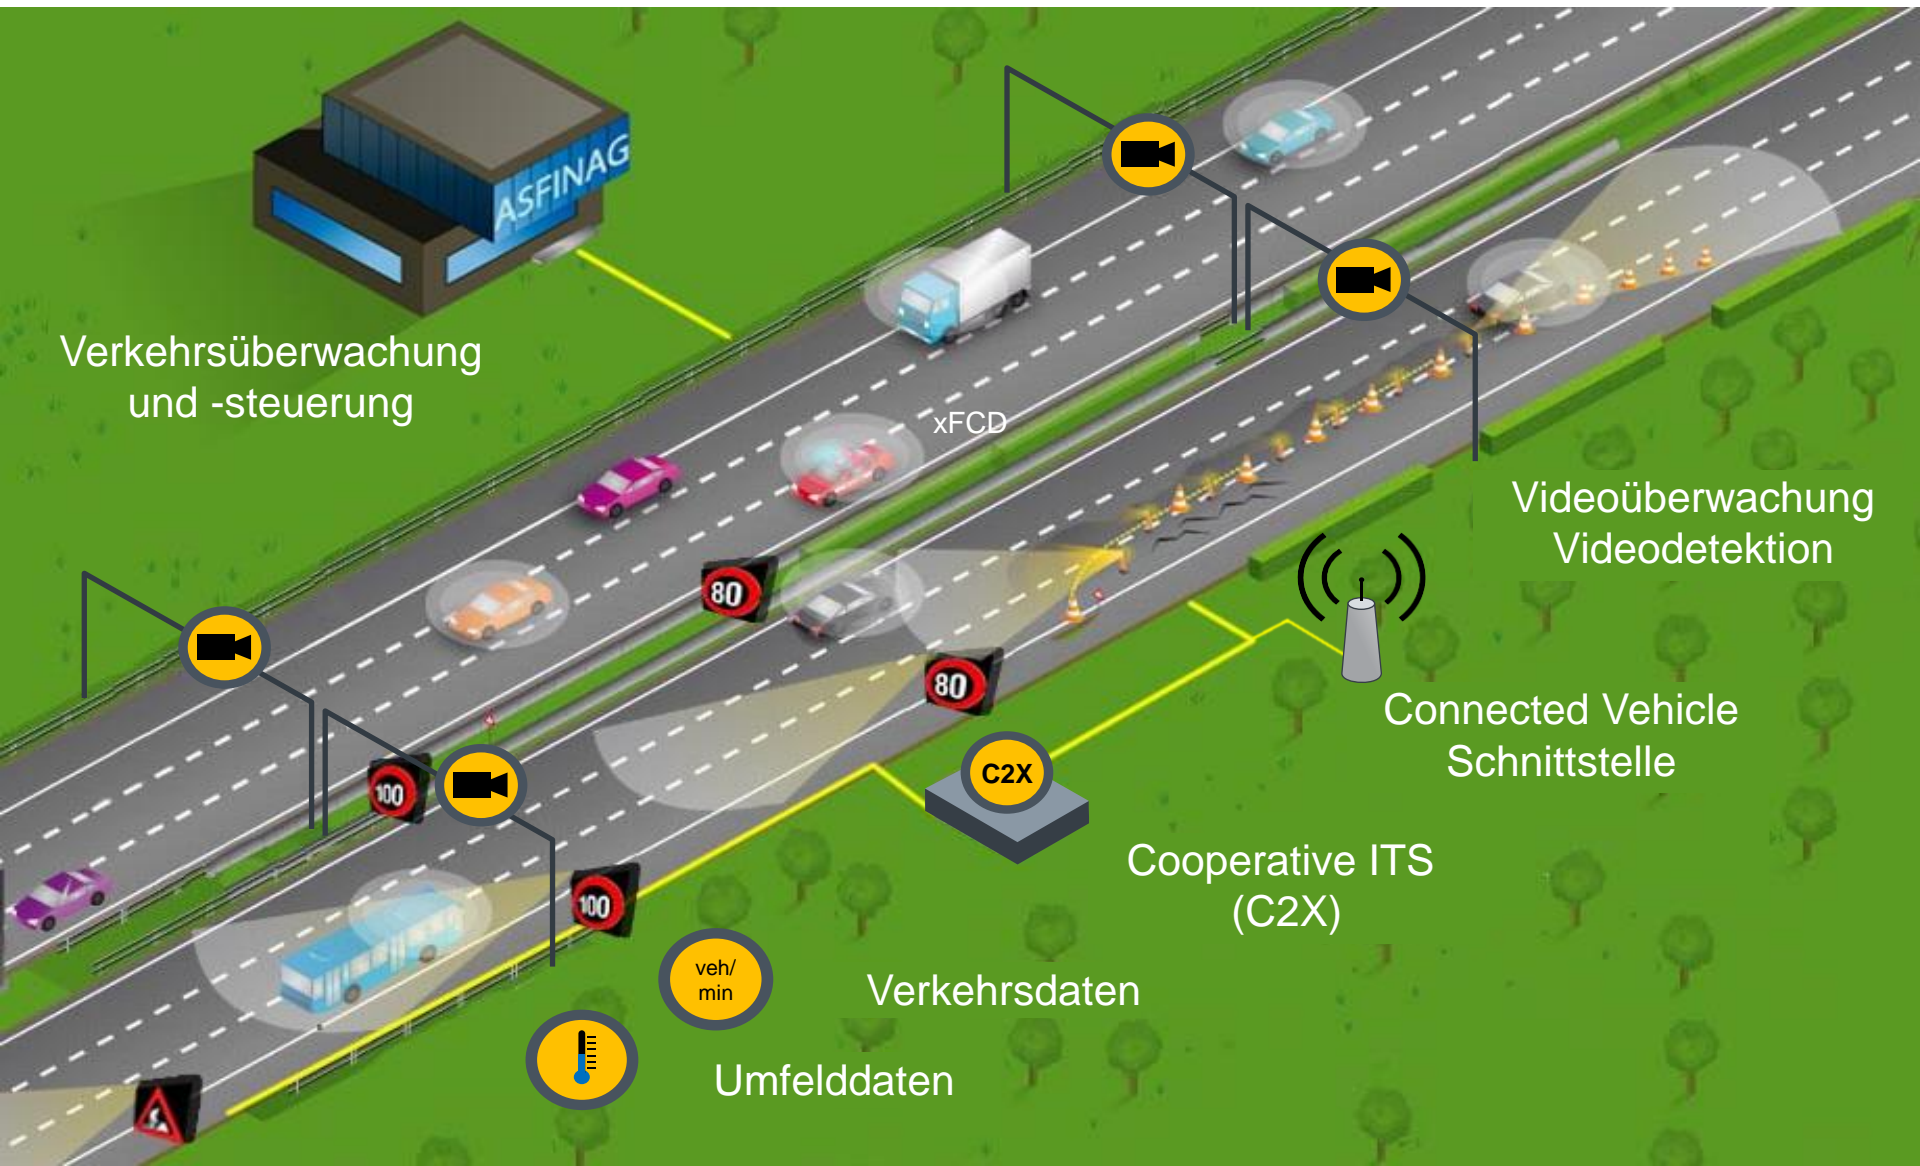 ASFINAG
Verkehrsüberwachung
und -steuerung
xFCD
Videoüberwachung
Videodetektion
80
80
Connected Vehicle
Schnittstelle
C2X
100
Cooperative ITS
(C2X)
100
veh/
min
Verkehrsdaten
Umfelddaten